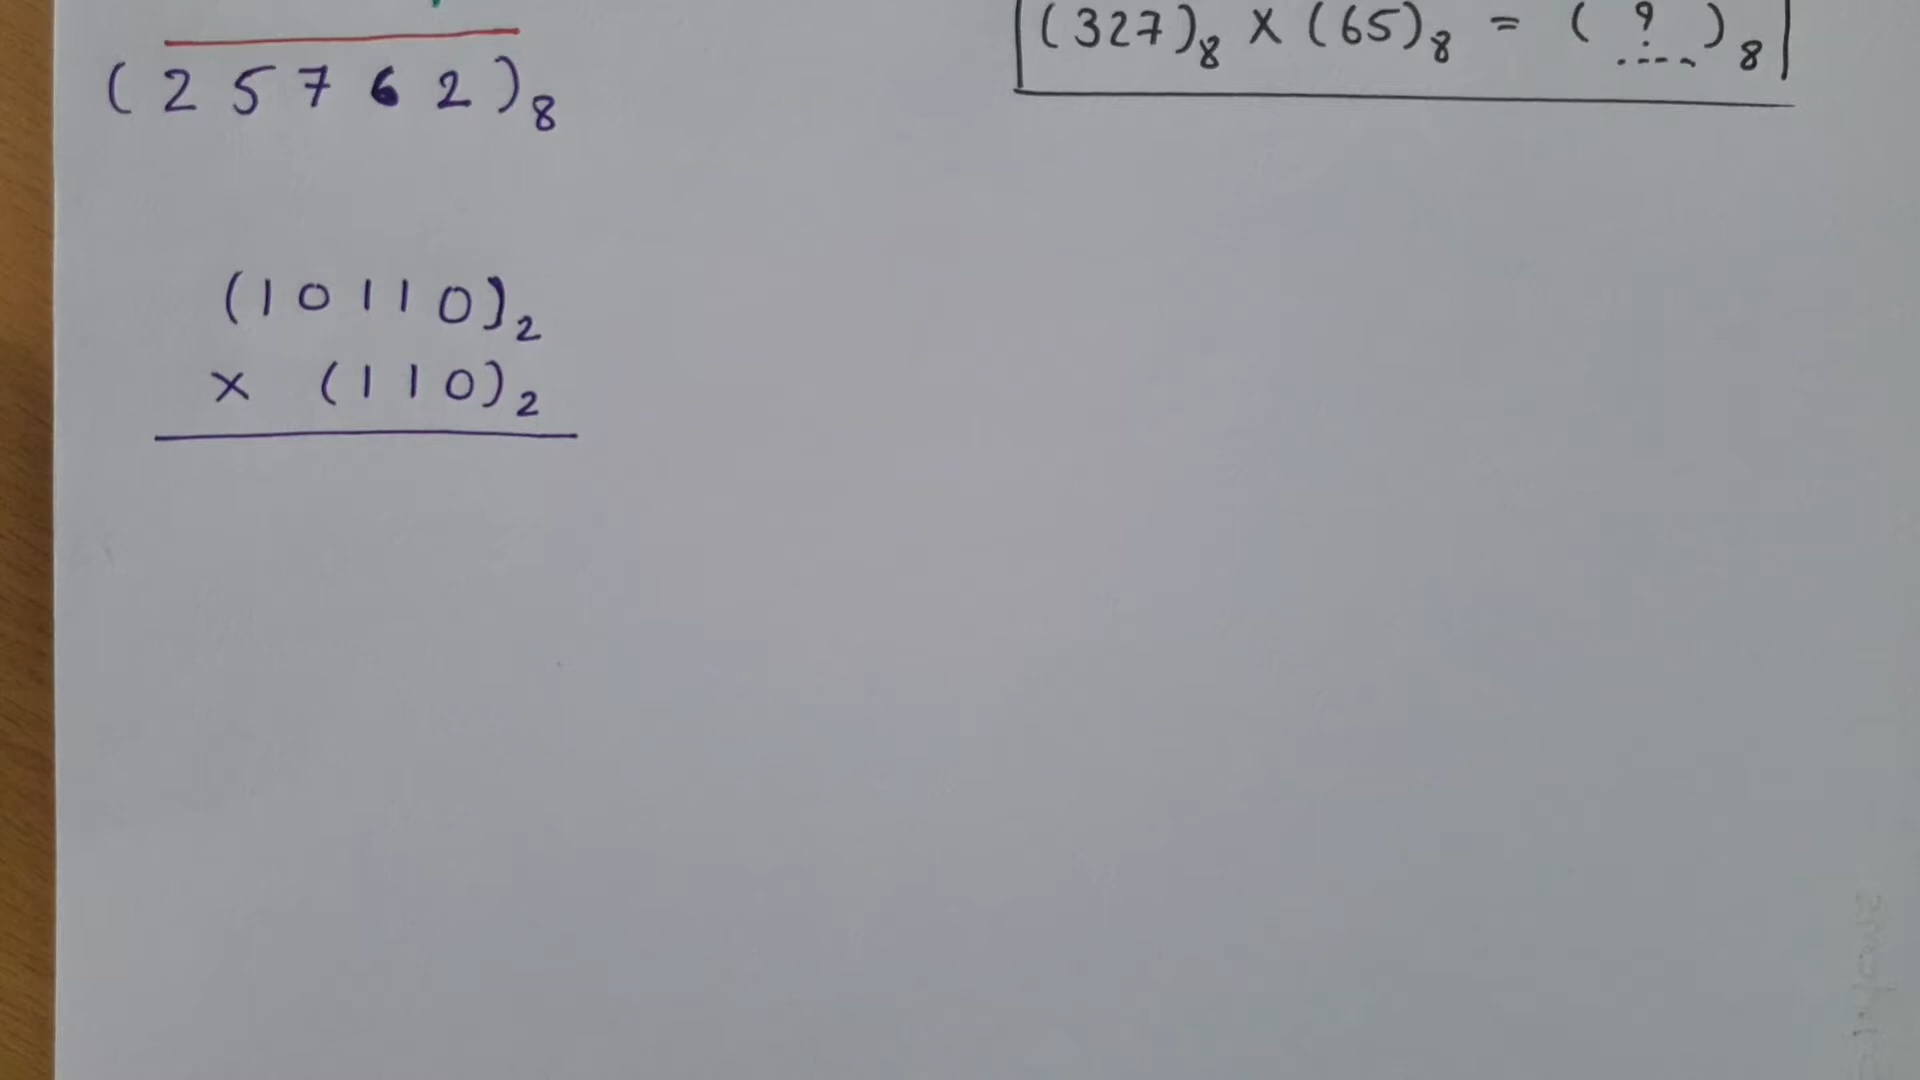 (25762)₈
(327)₈ X (65)₈ = ( ? )₈
(10110)₂
x (110)₂